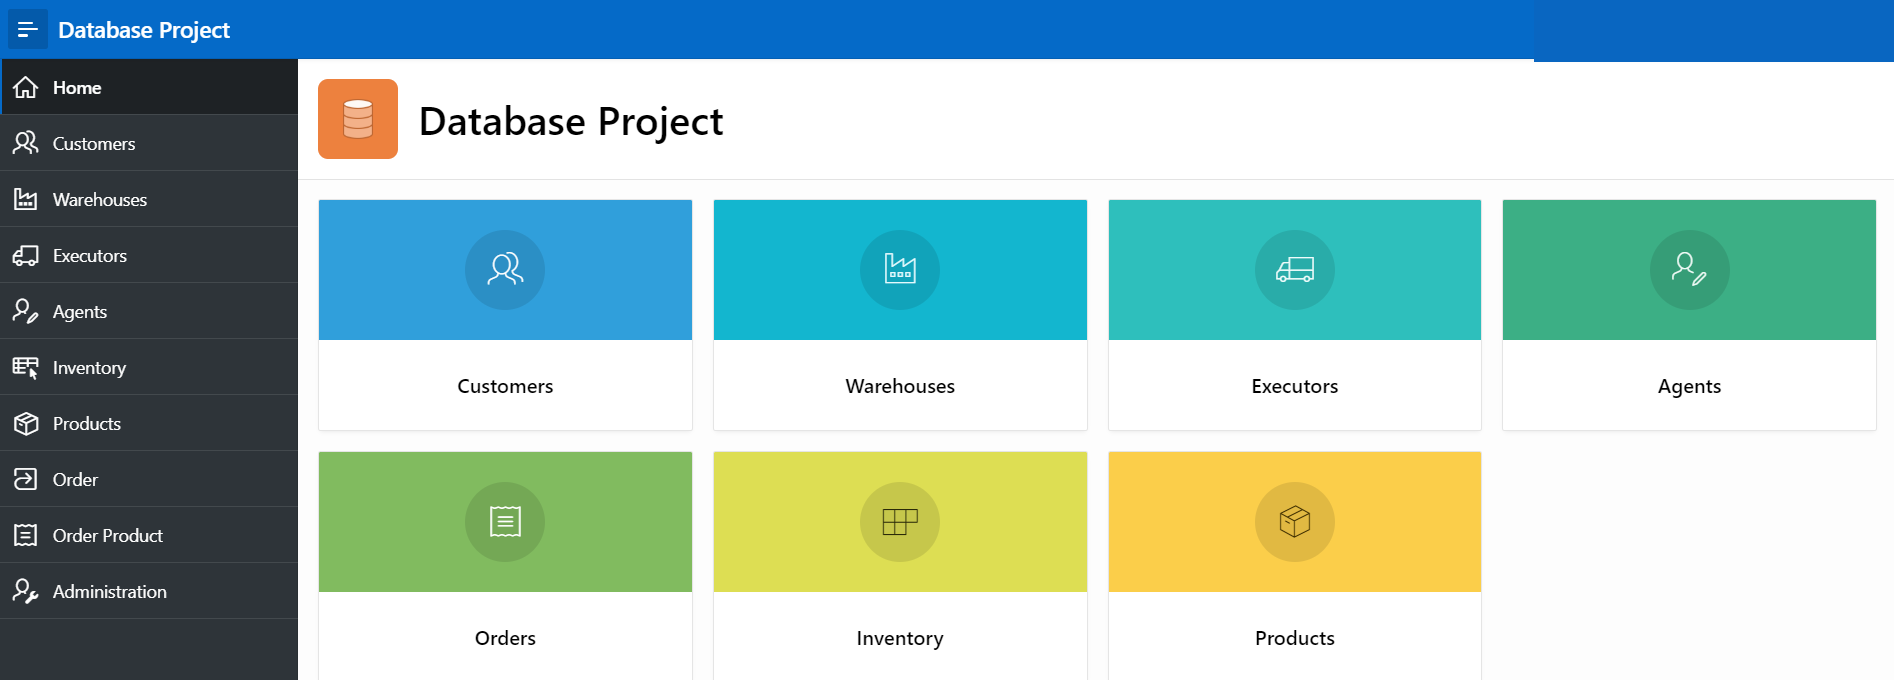 Database Project
Home
Customers
Warehouses
Executors
Agents
Inventory
Products
Order
Order Product
Administration
Database Project
Customers
Warehouses
Executors
Agents
Orders
Inventory
Products